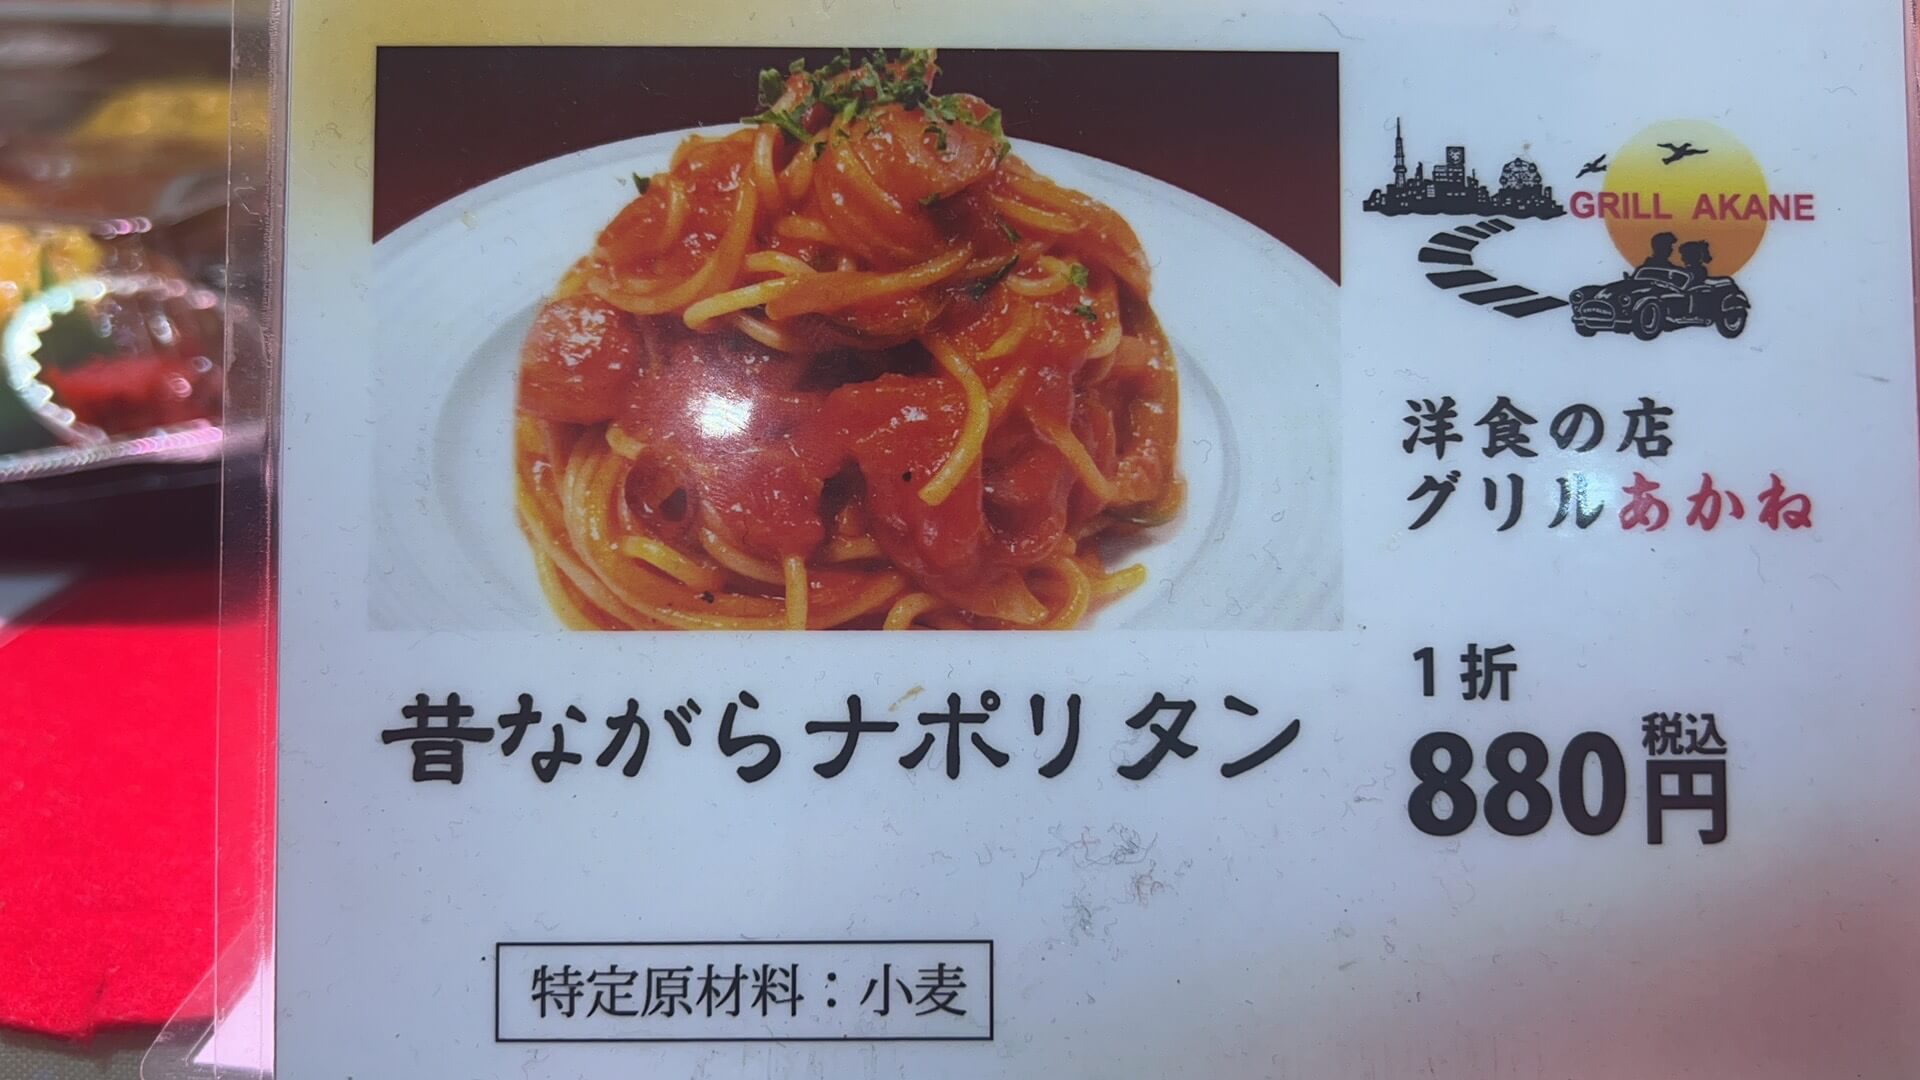 GRILL AKANE
洋食の店
グリルあかね
昔ながらナポリタン
1折
880円
税込
特定原材料：小麦